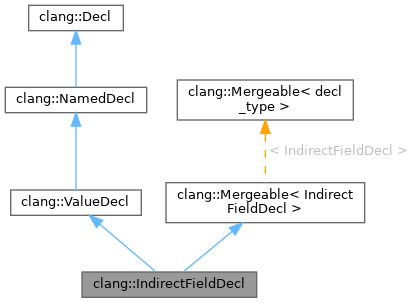 clang::Decl
clang::NamedDecl
clang::Mergeable< decl
_type >
< IndirectFieldDecl >
clang::ValueDecl
clang::Mergeable< Indirect
FieldDecl >
clang::IndirectFieldDecl